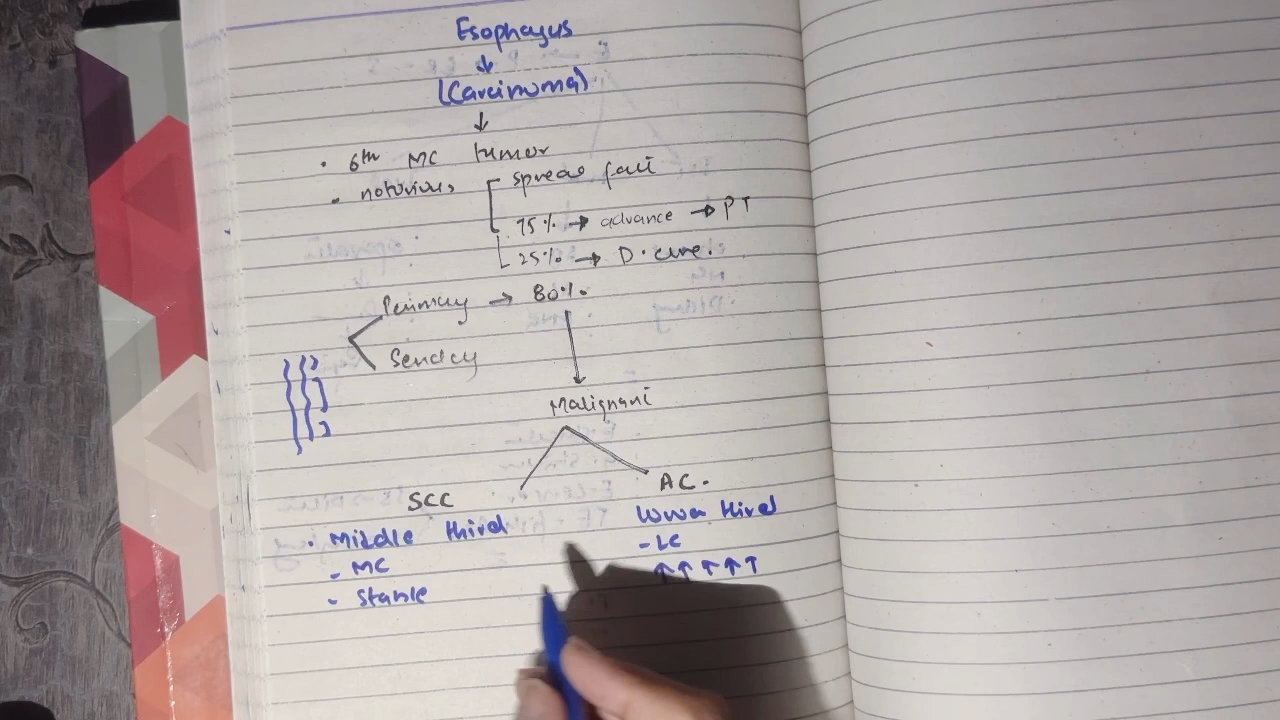 Esophagus
(Carcinoma)
• 6th MC tumor
- notorious, spread fast
75% → advance → PT
25% → D. cure.
Primary → 80%
Malignant
SCC
AC.
• Middle third
Lower third
- MC
- LC
- Stable
↑↑↑↑↑